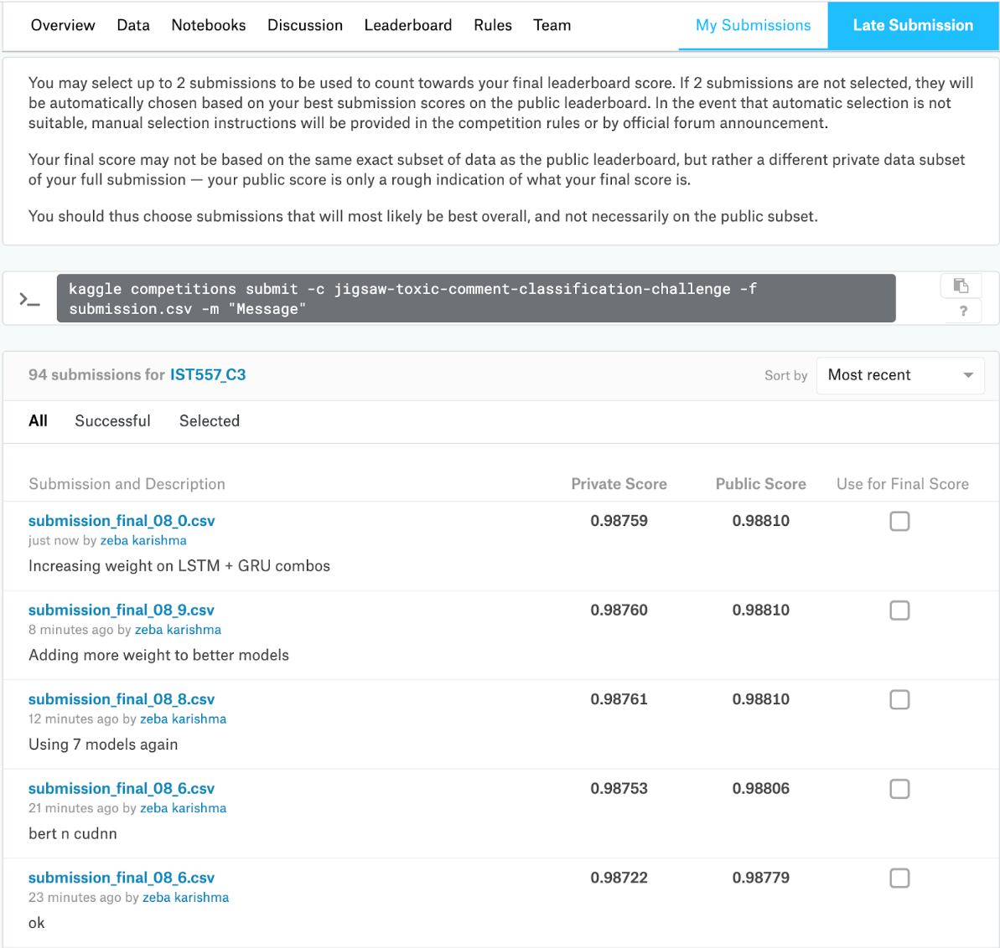 Overview Data Notebooks Discussion Leaderboard Rules Team My Submissions Late Submission
You may select up to 2 submissions to be used to count towards your final leaderboard score. If 2 submissions are not selected, they will
be automatically chosen based on your best submission scores on the public leaderboard. In the event that automatic selection is not
suitable, manual selection instructions will be provided in the competition rules or by official forum announcement.
Your final score may not be based on the same exact subset of data as the public leaderboard, but rather a different private data subset
of your full submission — your public score is only a rough indication of what your final score is.
You should thus choose submissions that will most likely be best overall, and not necessarily on the public subset.
>_ kaggle competitions submit -c jigsaw-toxic-comment-classification-challenge -f
submission.csv -m "Message"
?
94 submissions for IST557_C3 Sort by Most recent
All Successful Selected
Submission and Description Private Score Public Score Use for Final Score
submission_final_08_0.csv 0.98759 0.98810
just now by zeba karishma
Increasing weight on LSTM + GRU combos
submission_final_08_9.csv 0.98760 0.98810
8 minutes ago by zeba karishma
Adding more weight to better models
submission_final_08_8.csv 0.98761 0.98810
12 minutes ago by zeba karishma
Using 7 models again
submission_final_08_6.csv 0.98753 0.98806
21 minutes ago by zeba karishma
bert n cudnn
submission_final_08_6.csv 0.98722 0.98779
23 minutes ago by zeba karishma
ok